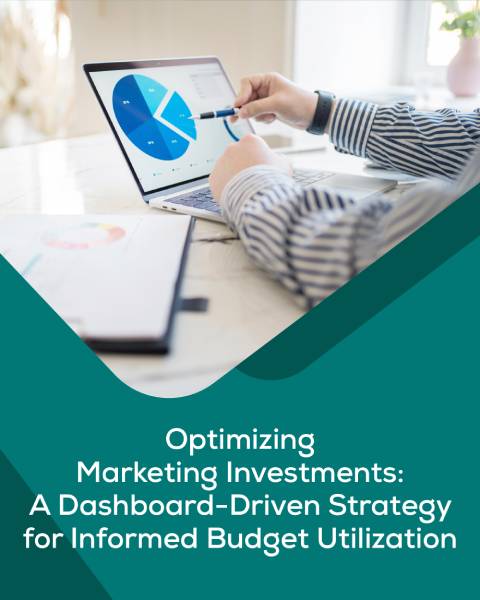 Optimizing
Marketing Investments:
A Dashboard-Driven Strategy
for Informed Budget Utilization